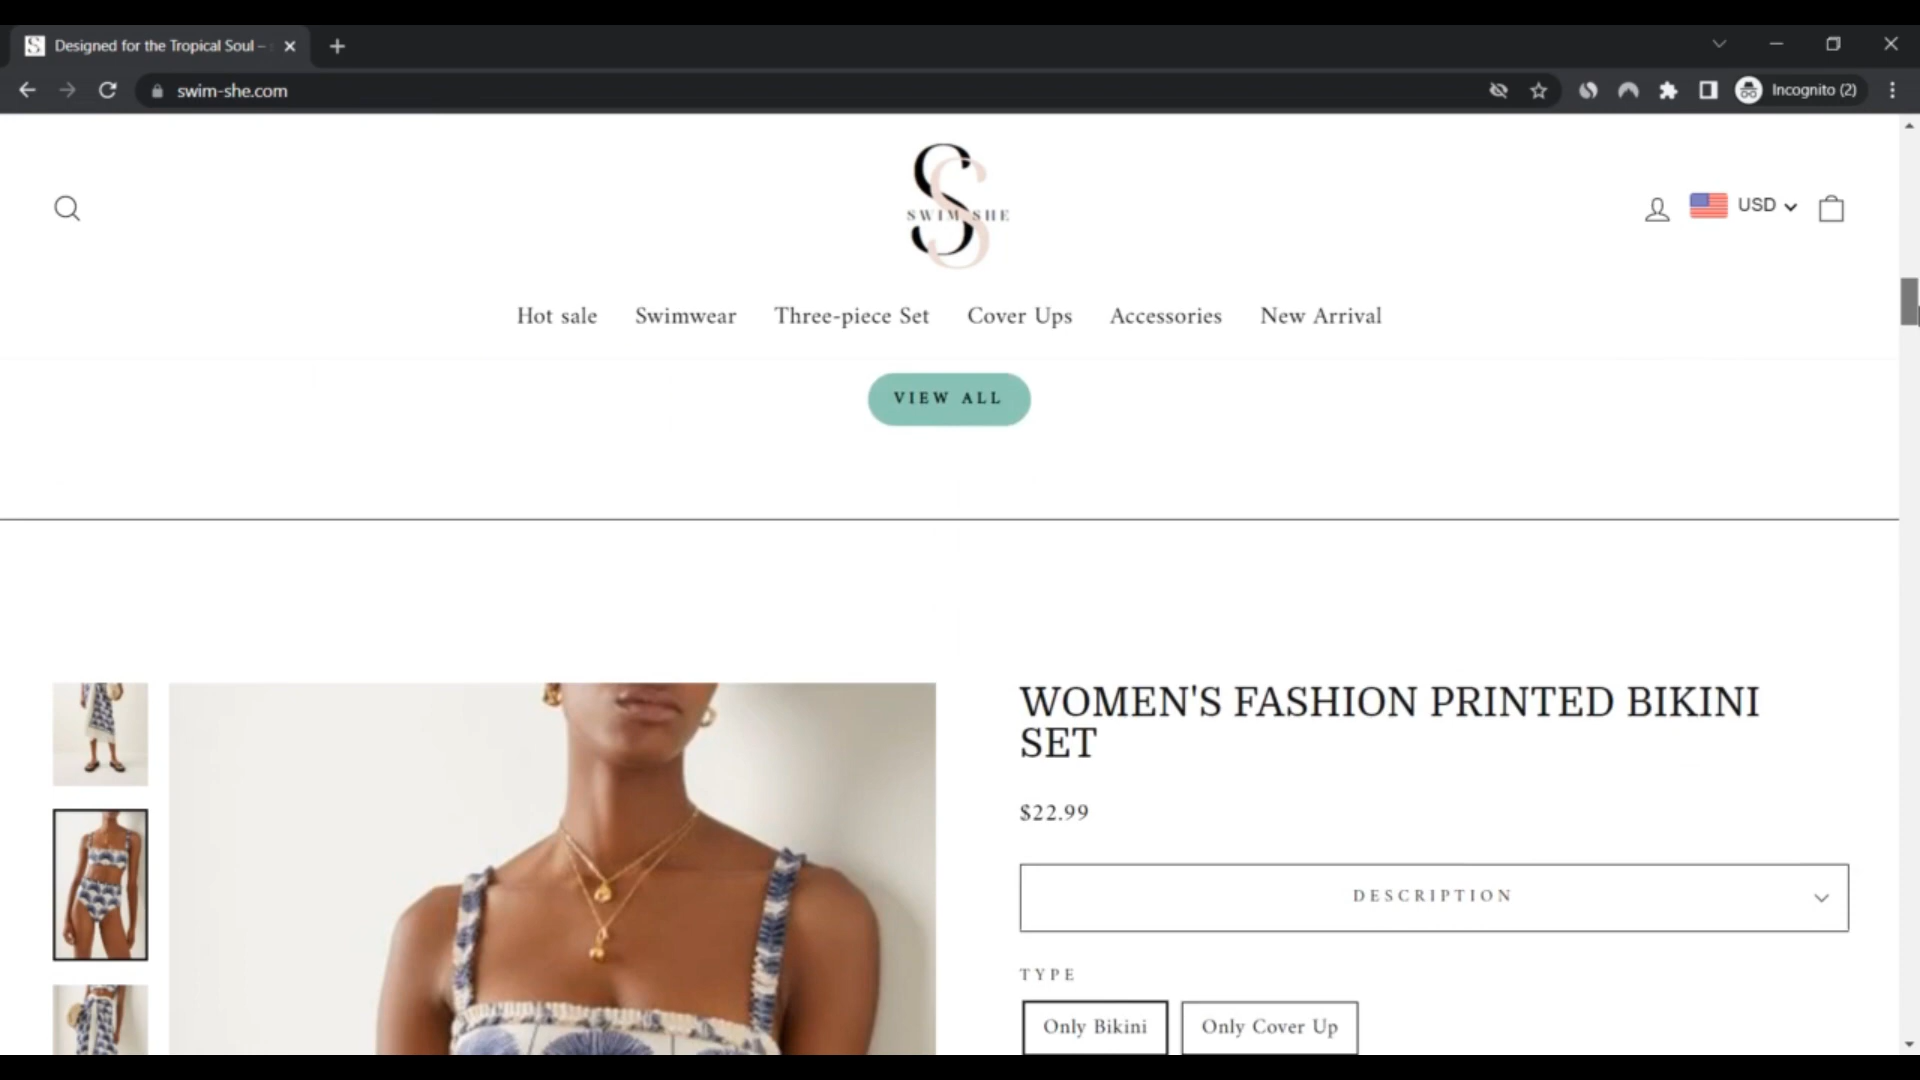 Designed for the Tropical Soul –
swim-she.com
Incognito (2)
SWIM SHE
USD
Hot sale
Swimwear
Three-piece Set
Cover Ups
Accessories
New Arrival
VIEW ALL
WOMEN'S FASHION PRINTED BIKINI
SET
$22.99
DESCRIPTION
TYPE
Only Bikini
Only Cover Up